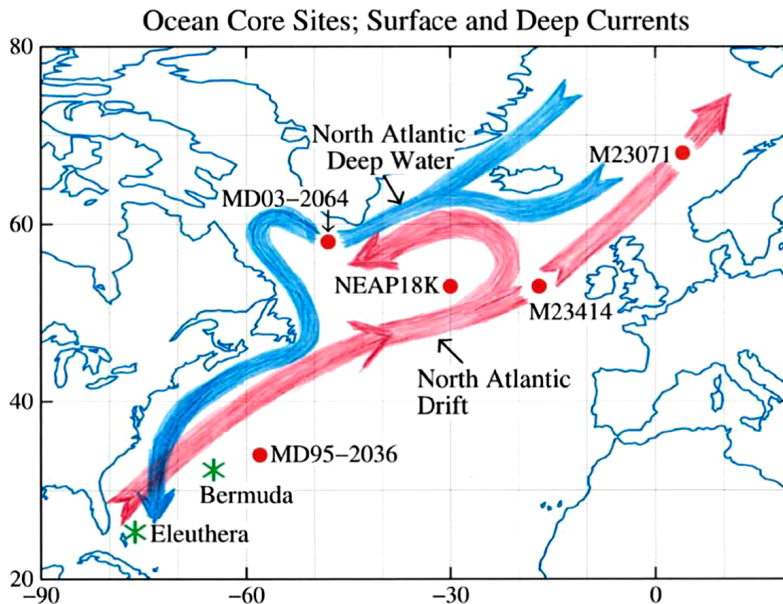 Ocean Core Sites; Surface and Deep Currents
80
North Atlantic
Deep Water
M23071
MD03−2064
60
NEAP18K
M23414
North Atlantic
Drift
40
MD95−2036
Bermuda
Eleuthera
20
−90
−60
−30
0